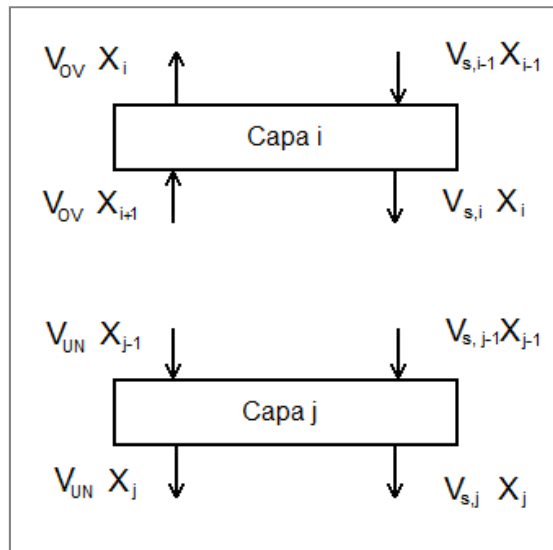 V_OV X_i V_s,i-1 X_i-1
Capa i
V_OV X_i+1 V_s,i X_i
V_UN X_j-1 V_s,j-1 X_j-1
Capa j
V_UN X_j V_s,j X_j